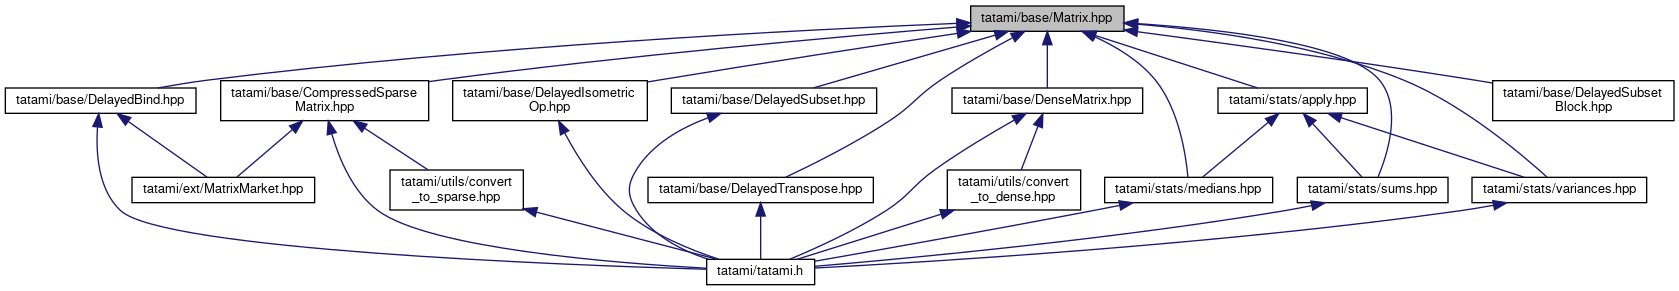 tatami/base/Matrix.hpp
tatami/base/DelayedBind.hpp
tatami/base/CompressedSparse
Matrix.hpp
tatami/base/DelayedIsometric
Op.hpp
tatami/base/DelayedSubset.hpp
tatami/base/DenseMatrix.hpp
tatami/stats/apply.hpp
tatami/base/DelayedSubset
Block.hpp
tatami/ext/MatrixMarket.hpp
tatami/utils/convert
_to_sparse.hpp
tatami/base/DelayedTranspose.hpp
tatami/utils/convert
_to_dense.hpp
tatami/stats/medians.hpp
tatami/stats/sums.hpp
tatami/stats/variances.hpp
tatami/tatami.h